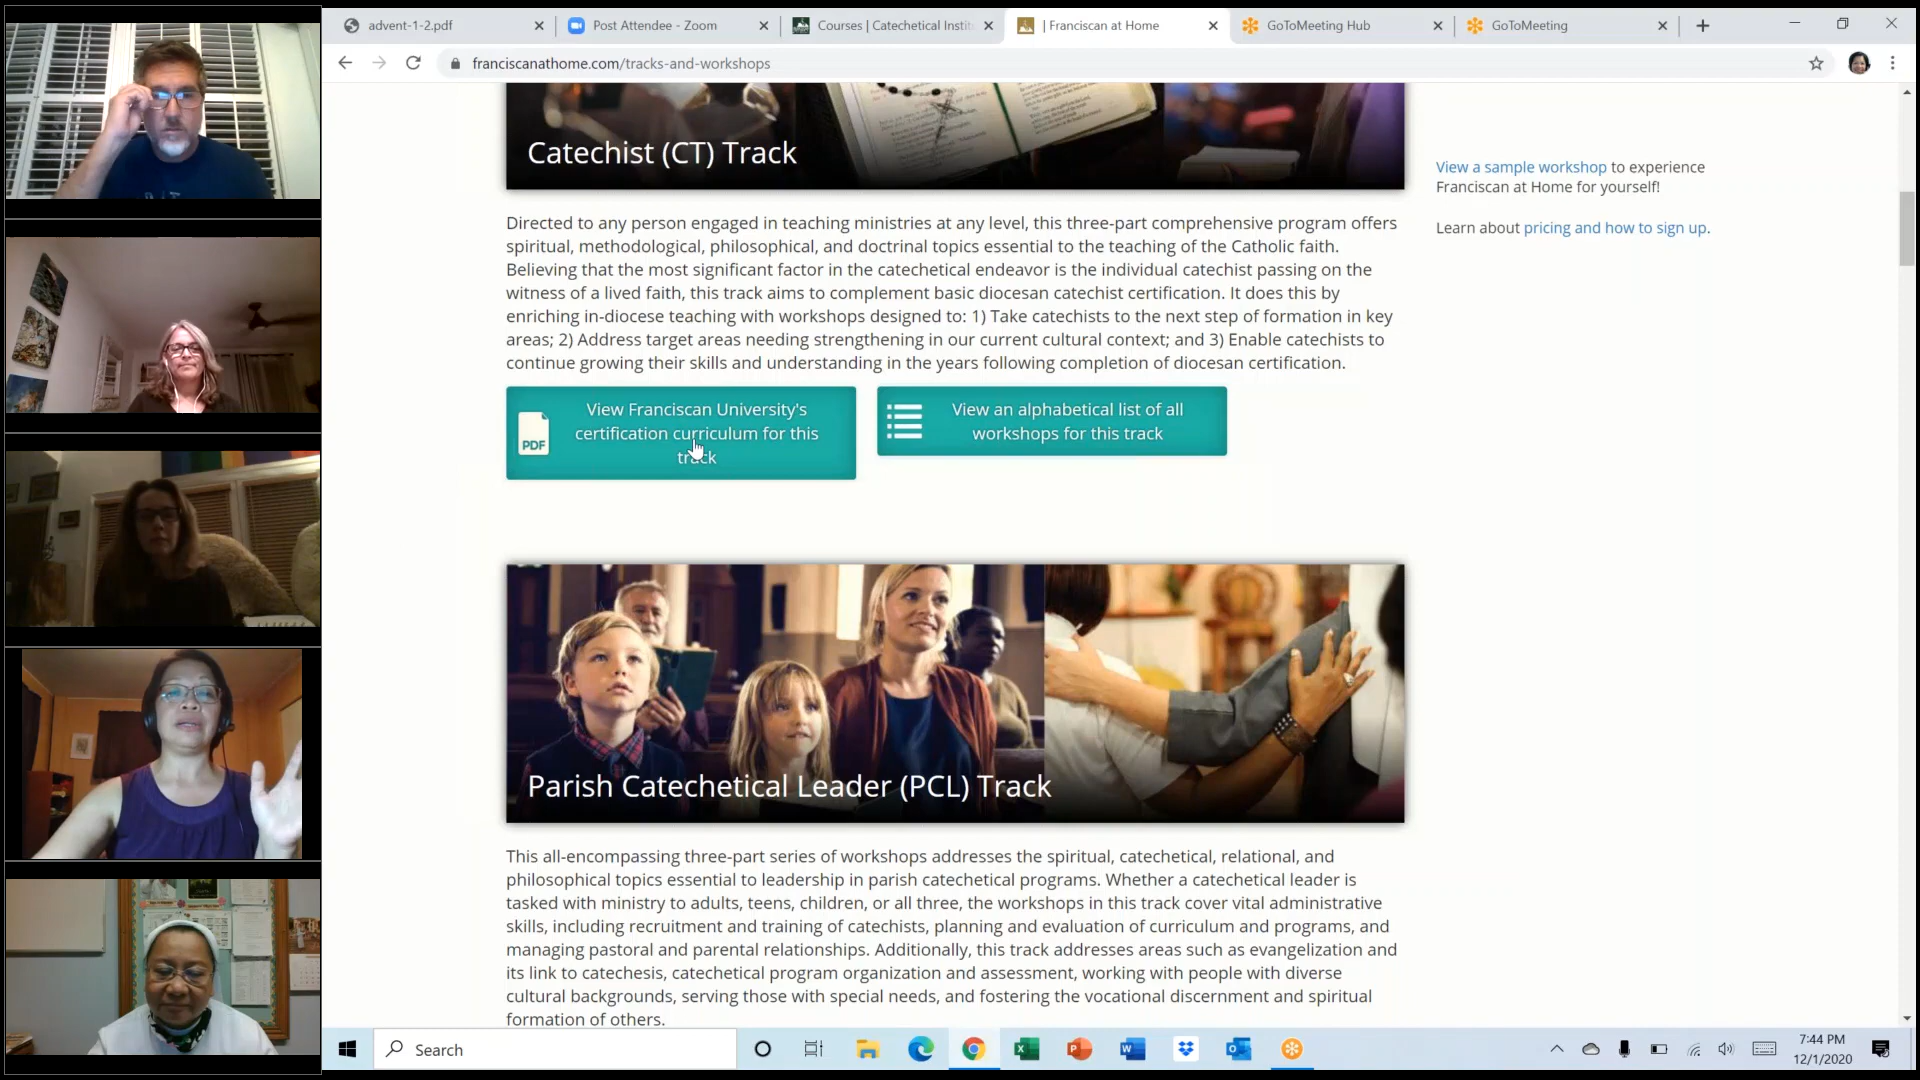 advent-1-2.pdf
Post Attendee - Zoom
Courses | Catechetical Instit
| Franciscan at Home
GoToMeeting Hub
GoToMeeting
franciscanathome.com/tracks-and-workshops
Catechist (CT) Track
View a sample workshop to experience
Franciscan at Home for yourself!
Learn about pricing and how to sign up.
Directed to any person engaged in teaching ministries at any level, this three-part comprehensive program offers
spiritual, methodological, philosophical, and doctrinal topics essential to the teaching of the Catholic faith.
Believing that the most significant factor in the catechetical endeavor is the individual catechist passing on the
witness of a lived faith, this track aims to complement basic diocesan catechist certification. It does this by
enriching in-diocese teaching with workshops designed to: 1) Take catechists to the next step of formation in key
areas; 2) Address target areas needing strengthening in our current cultural context; and 3) Enable catechists to
continue growing their skills and understanding in the years following completion of diocesan certification.
PDF
View Franciscan University's
certification curriculum for this
track
View an alphabetical list of all
workshops for this track
Parish Catechetical Leader (PCL) Track
This all-encompassing three-part series of workshops addresses the spiritual, catechetical, relational, and
philosophical topics essential to leadership in parish catechetical programs. Whether a catechetical leader is
tasked with ministry to adults, teens, children, or all three, the workshops in this track cover vital administrative
skills, including recruitment and training of catechists, planning and evaluation of curriculum and programs, and
managing pastoral and parental relationships. Additionally, this track addresses areas such as evangelization and
its link to catechesis, catechetical program organization and assessment, working with people with diverse
cultural backgrounds, serving those with special needs, and fostering the vocational discernment and spiritual
formation of others.
Search
7:44 PM
12/1/2020